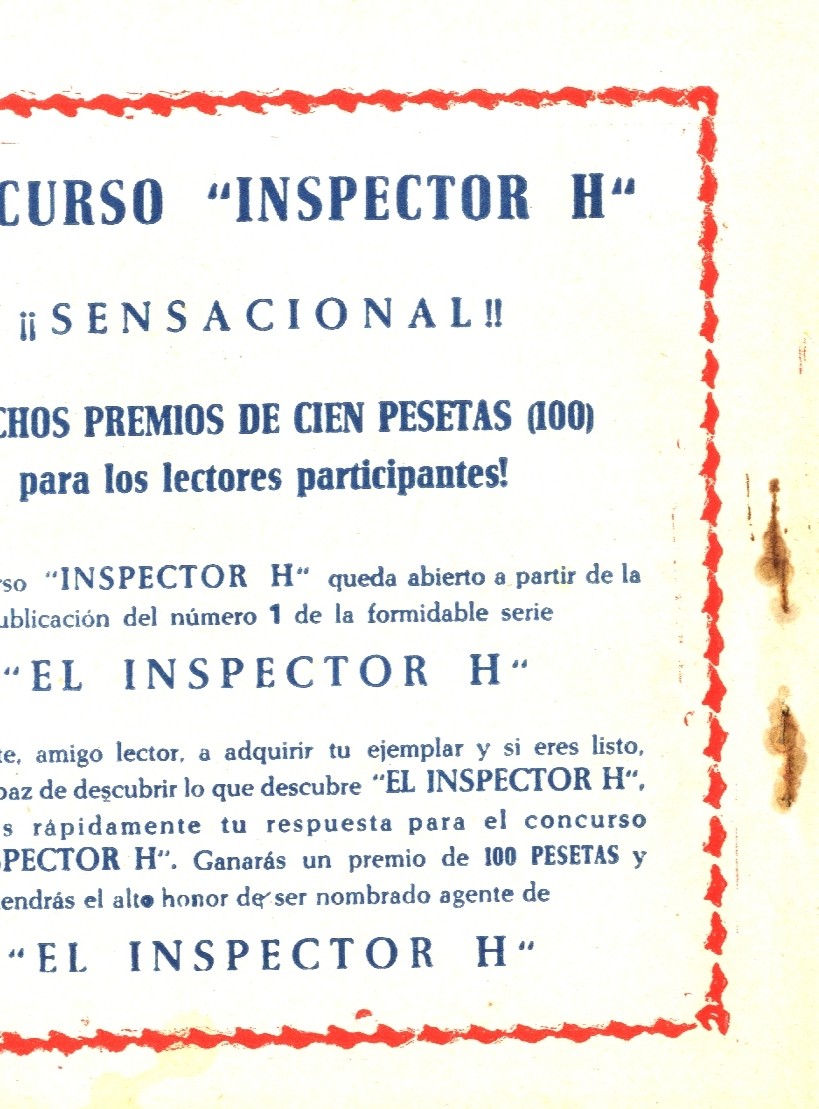 CURSO "INSPECTOR H"
¡¡SENSACIONAL!!
CHOS PREMIOS DE CIEN PESETAS (100)
para los lectores participantes!
rso "INSPECTOR H" queda abierto a partir de la
ublicación del número 1 de la formidable serie
"EL INSPECTOR H"
te, amigo lector, a adquirir tu ejemplar y si eres listo,
paz de descubrir lo que descubre "EL INSPECTOR H",
s rápidamente tu respuesta para el concurso
SPECTOR H". Ganarás un premio de 100 PESETAS y
endrás el alto honor de ser nombrado agente de
"EL INSPECTOR H"